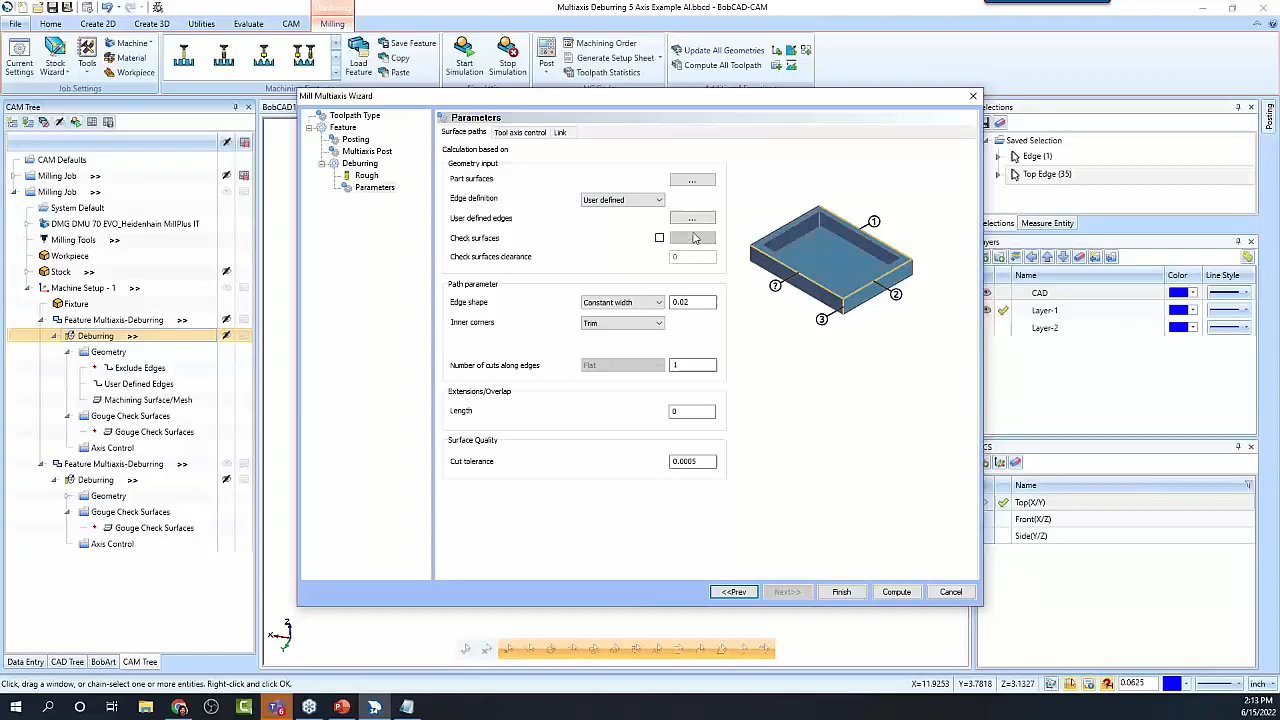 Multiaxis Deburring 5 Axis Example AI.bbcd - BobCAD-CAM
File Home Create 2D Create 3D Utilities Evaluate CAM Milling
Current Settings
Stock Wizard
Tools
Machine
Material
Workpiece
Job Settings
Load Feature
Save Feature
Copy
Paste
Start Simulation
Stop Simulation
Post
Machining Order
Generate Setup Sheet
Toolpath Statistics
Update All Geometries
Compute All Toolpath
CAM Tree
CAM Defaults
Milling Job >>
Milling Job >>
System Default
DMG DMU 70 EVO_Heidenhain MillPlus IT
Milling Tools >>
Workpiece
Stock >>
Machine Setup - 1 >>
Fixture
Feature Multiaxis-Deburring >>
Deburring >>
Geometry
Exclude Edges
User Defined Edges
Machining Surface/Mesh
Gouge Check Surfaces
Gouge Check Surfaces
Axis Control
Feature Multiaxis-Deburring >>
Deburring >>
Geometry
Gouge Check Surfaces
Gouge Check Surfaces
Axis Control
Data Entry CAD Tree BobArt CAM Tree
BobCAD1
Mill Multiaxis Wizard
Toolpath Type
Feature
Posting
Multiaxis Post
Deburring
Rough
Parameters
Parameters
Surface paths Tool axis control Link
Calculation based on
Geometry input
Part surfaces ...
Edge definition User defined
User defined edges ...
Check surfaces
Check surfaces clearance 0
Path parameter
Edge shape Constant width 0.02
Inner corners Trim
Number of cuts along edges Flat 1
Extensions/Overlap
Length 0
Surface Quality
Cut tolerance 0.0005
1
2
3
?
<<Prev Next>> Finish Compute Cancel
X
Y
Z
elections
Saved Selection
Edge (1)
Top Edge (35)
elections Measure Entity
ayers
Name Color Line Style
CAD
Layer-1
Layer-2
CS
Name
Top(X/Y)
Front(X/Z)
Side(Y/Z)
Posting
Click, drag a window, or chain-select one or more entities. Right-click and click OK.
X=11.9253 Y=3.7818 Z=3.1327 0.0625 inch
2:13 PM
6/15/2022